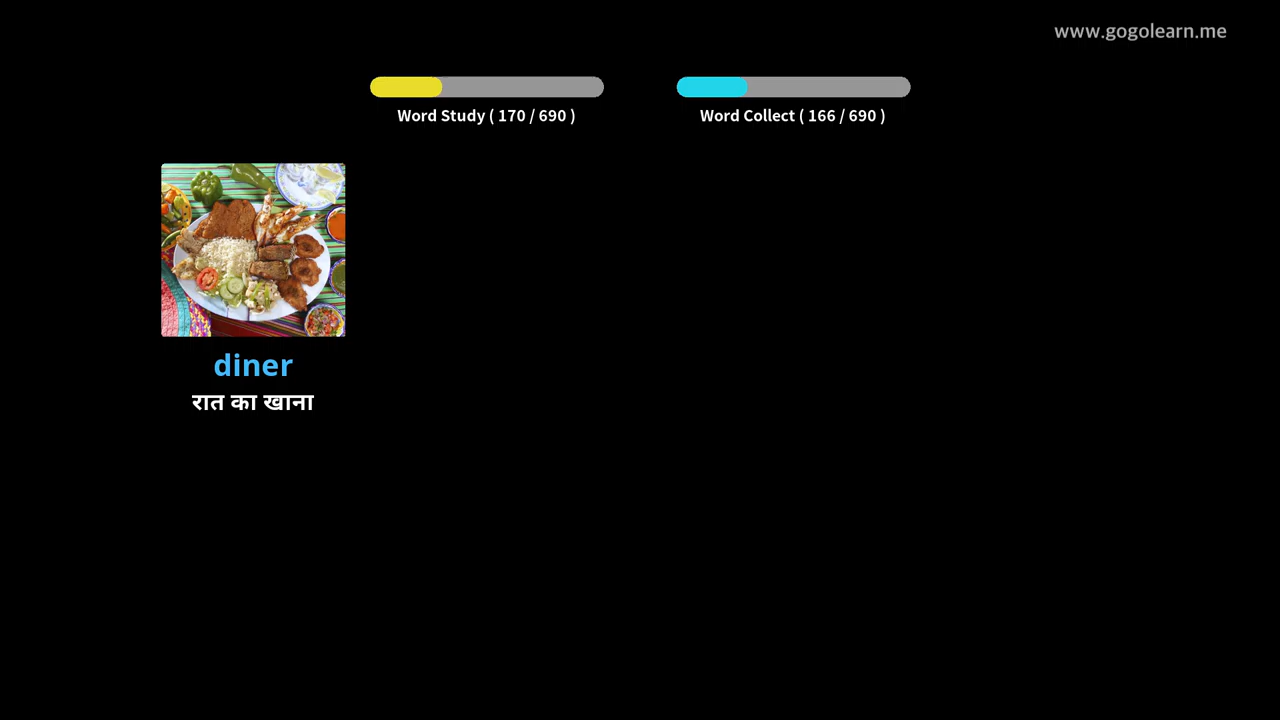 www.gogolearn.me
Word Study ( 170 / 690 )
Word Collect ( 166 / 690 )
diner
रात का खाना